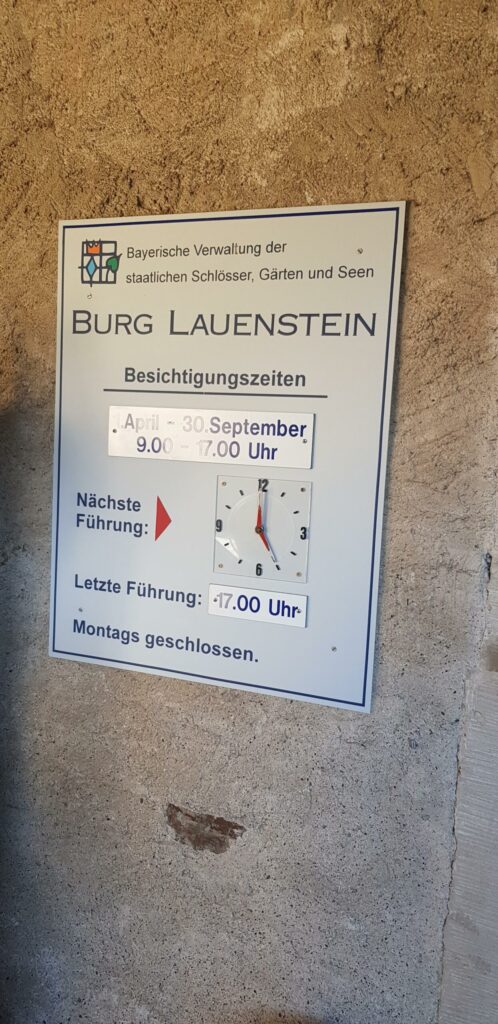 Bayerische Verwaltung der
staatlichen Schlösser, Gärten und Seen
BURG LAUENSTEIN
Besichtigungszeiten
1.April - 30.September
9.00 - 17.00 Uhr
Nächste
Führung:
12
9
3
6
Letzte Führung:
17.00 Uhr
Montags geschlossen.